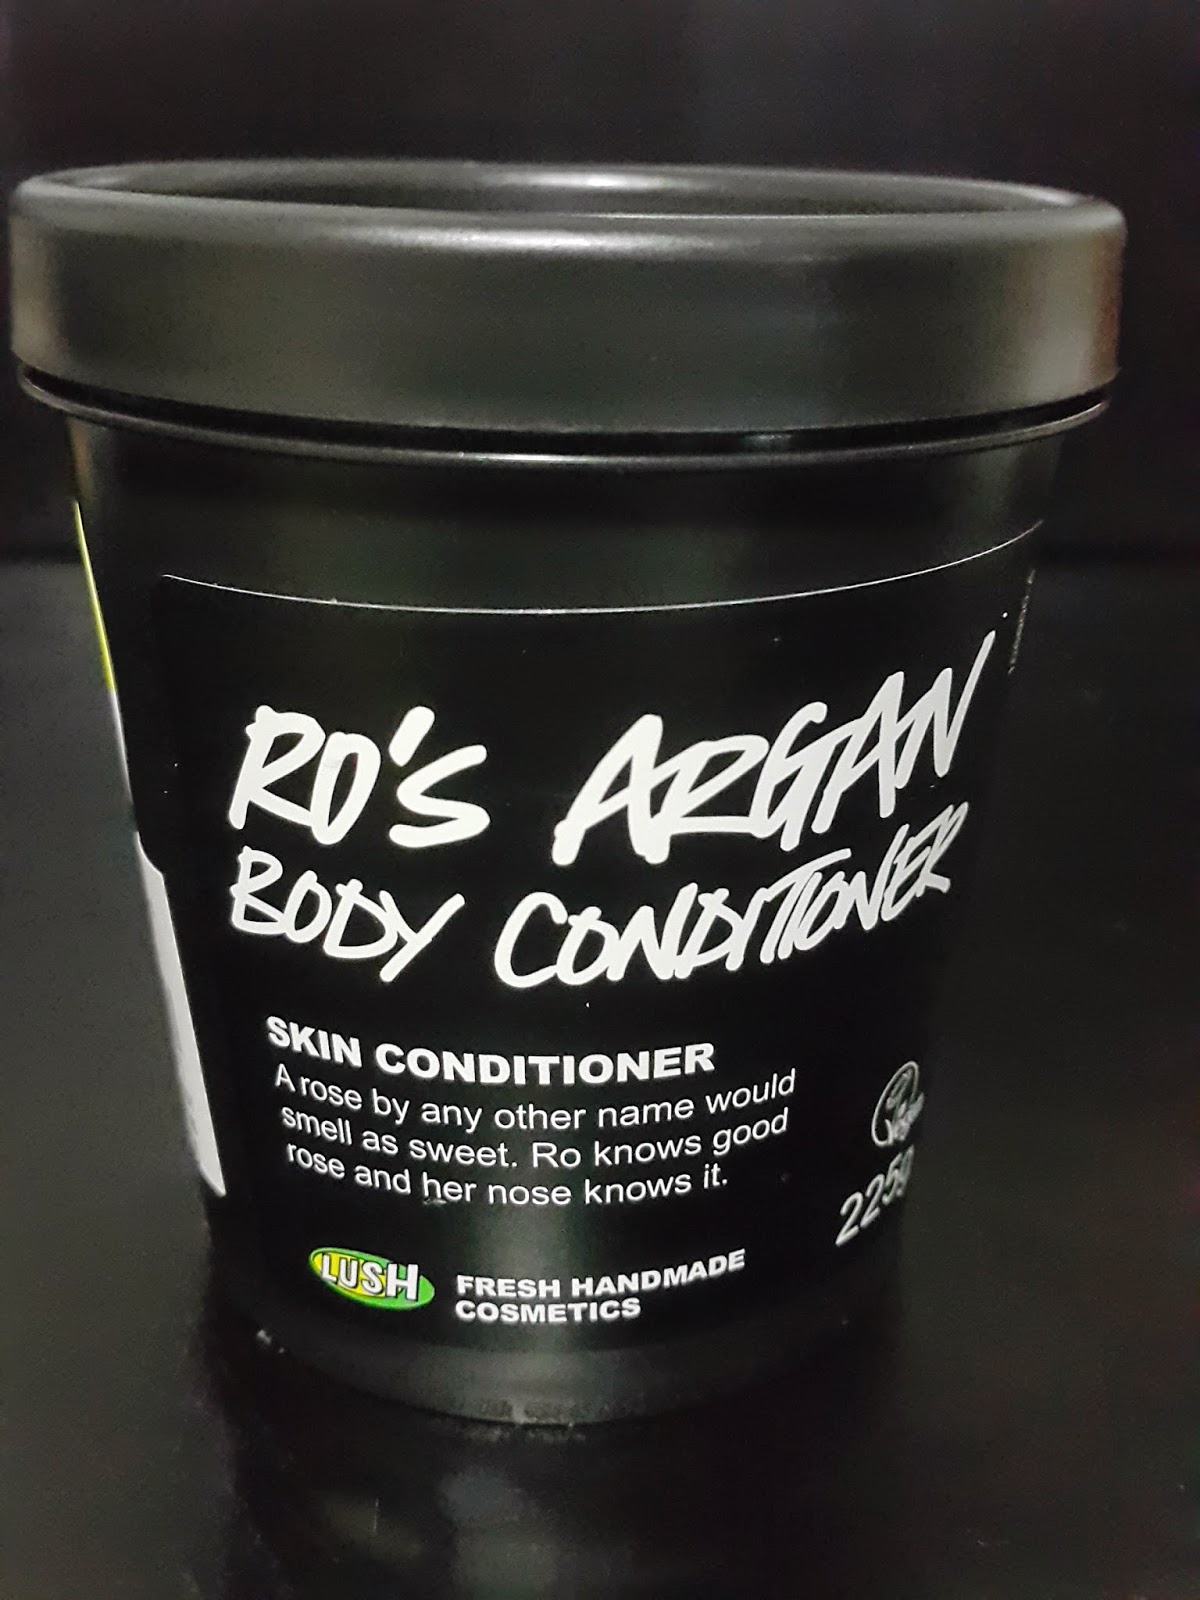 RO'S ARGAN
BODY CONDITIONER
SKIN CONDITIONER
A rose by any other name would
smell as sweet. Ro knows good
rose and her nose knows it.
Vegan
225g
LUSH
FRESH HANDMADE
COSMETICS